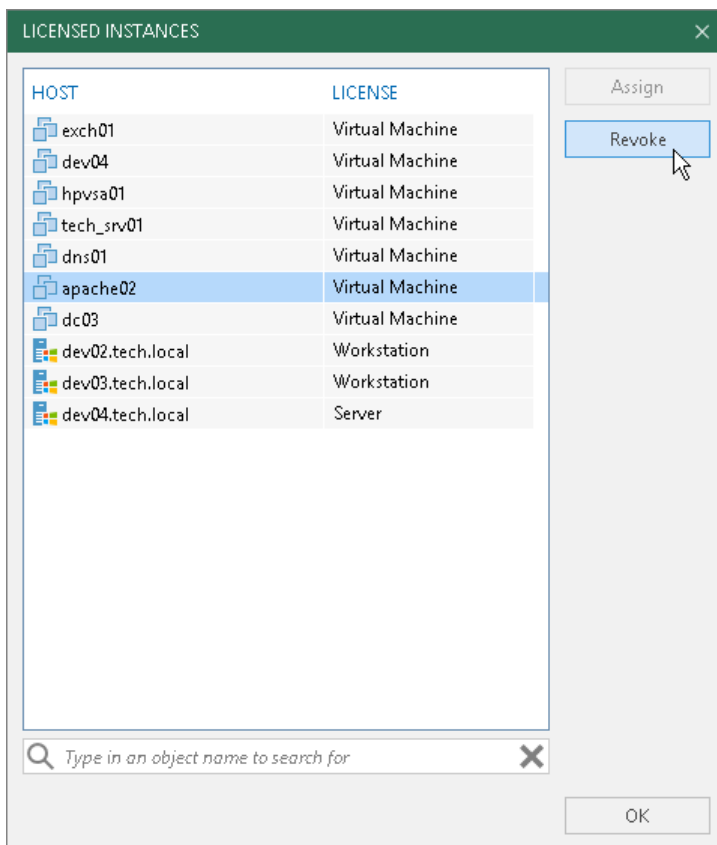 LICENSED INSTANCES
HOST LICENSE
exch01 Virtual Machine
dev04 Virtual Machine
hpvsa01 Virtual Machine
tech_srv01 Virtual Machine
dns01 Virtual Machine
apache02 Virtual Machine
dc03 Virtual Machine
dev02.tech.local Workstation
dev03.tech.local Workstation
dev04.tech.local Server
Type in an object name to search for
Assign
Revoke
OK